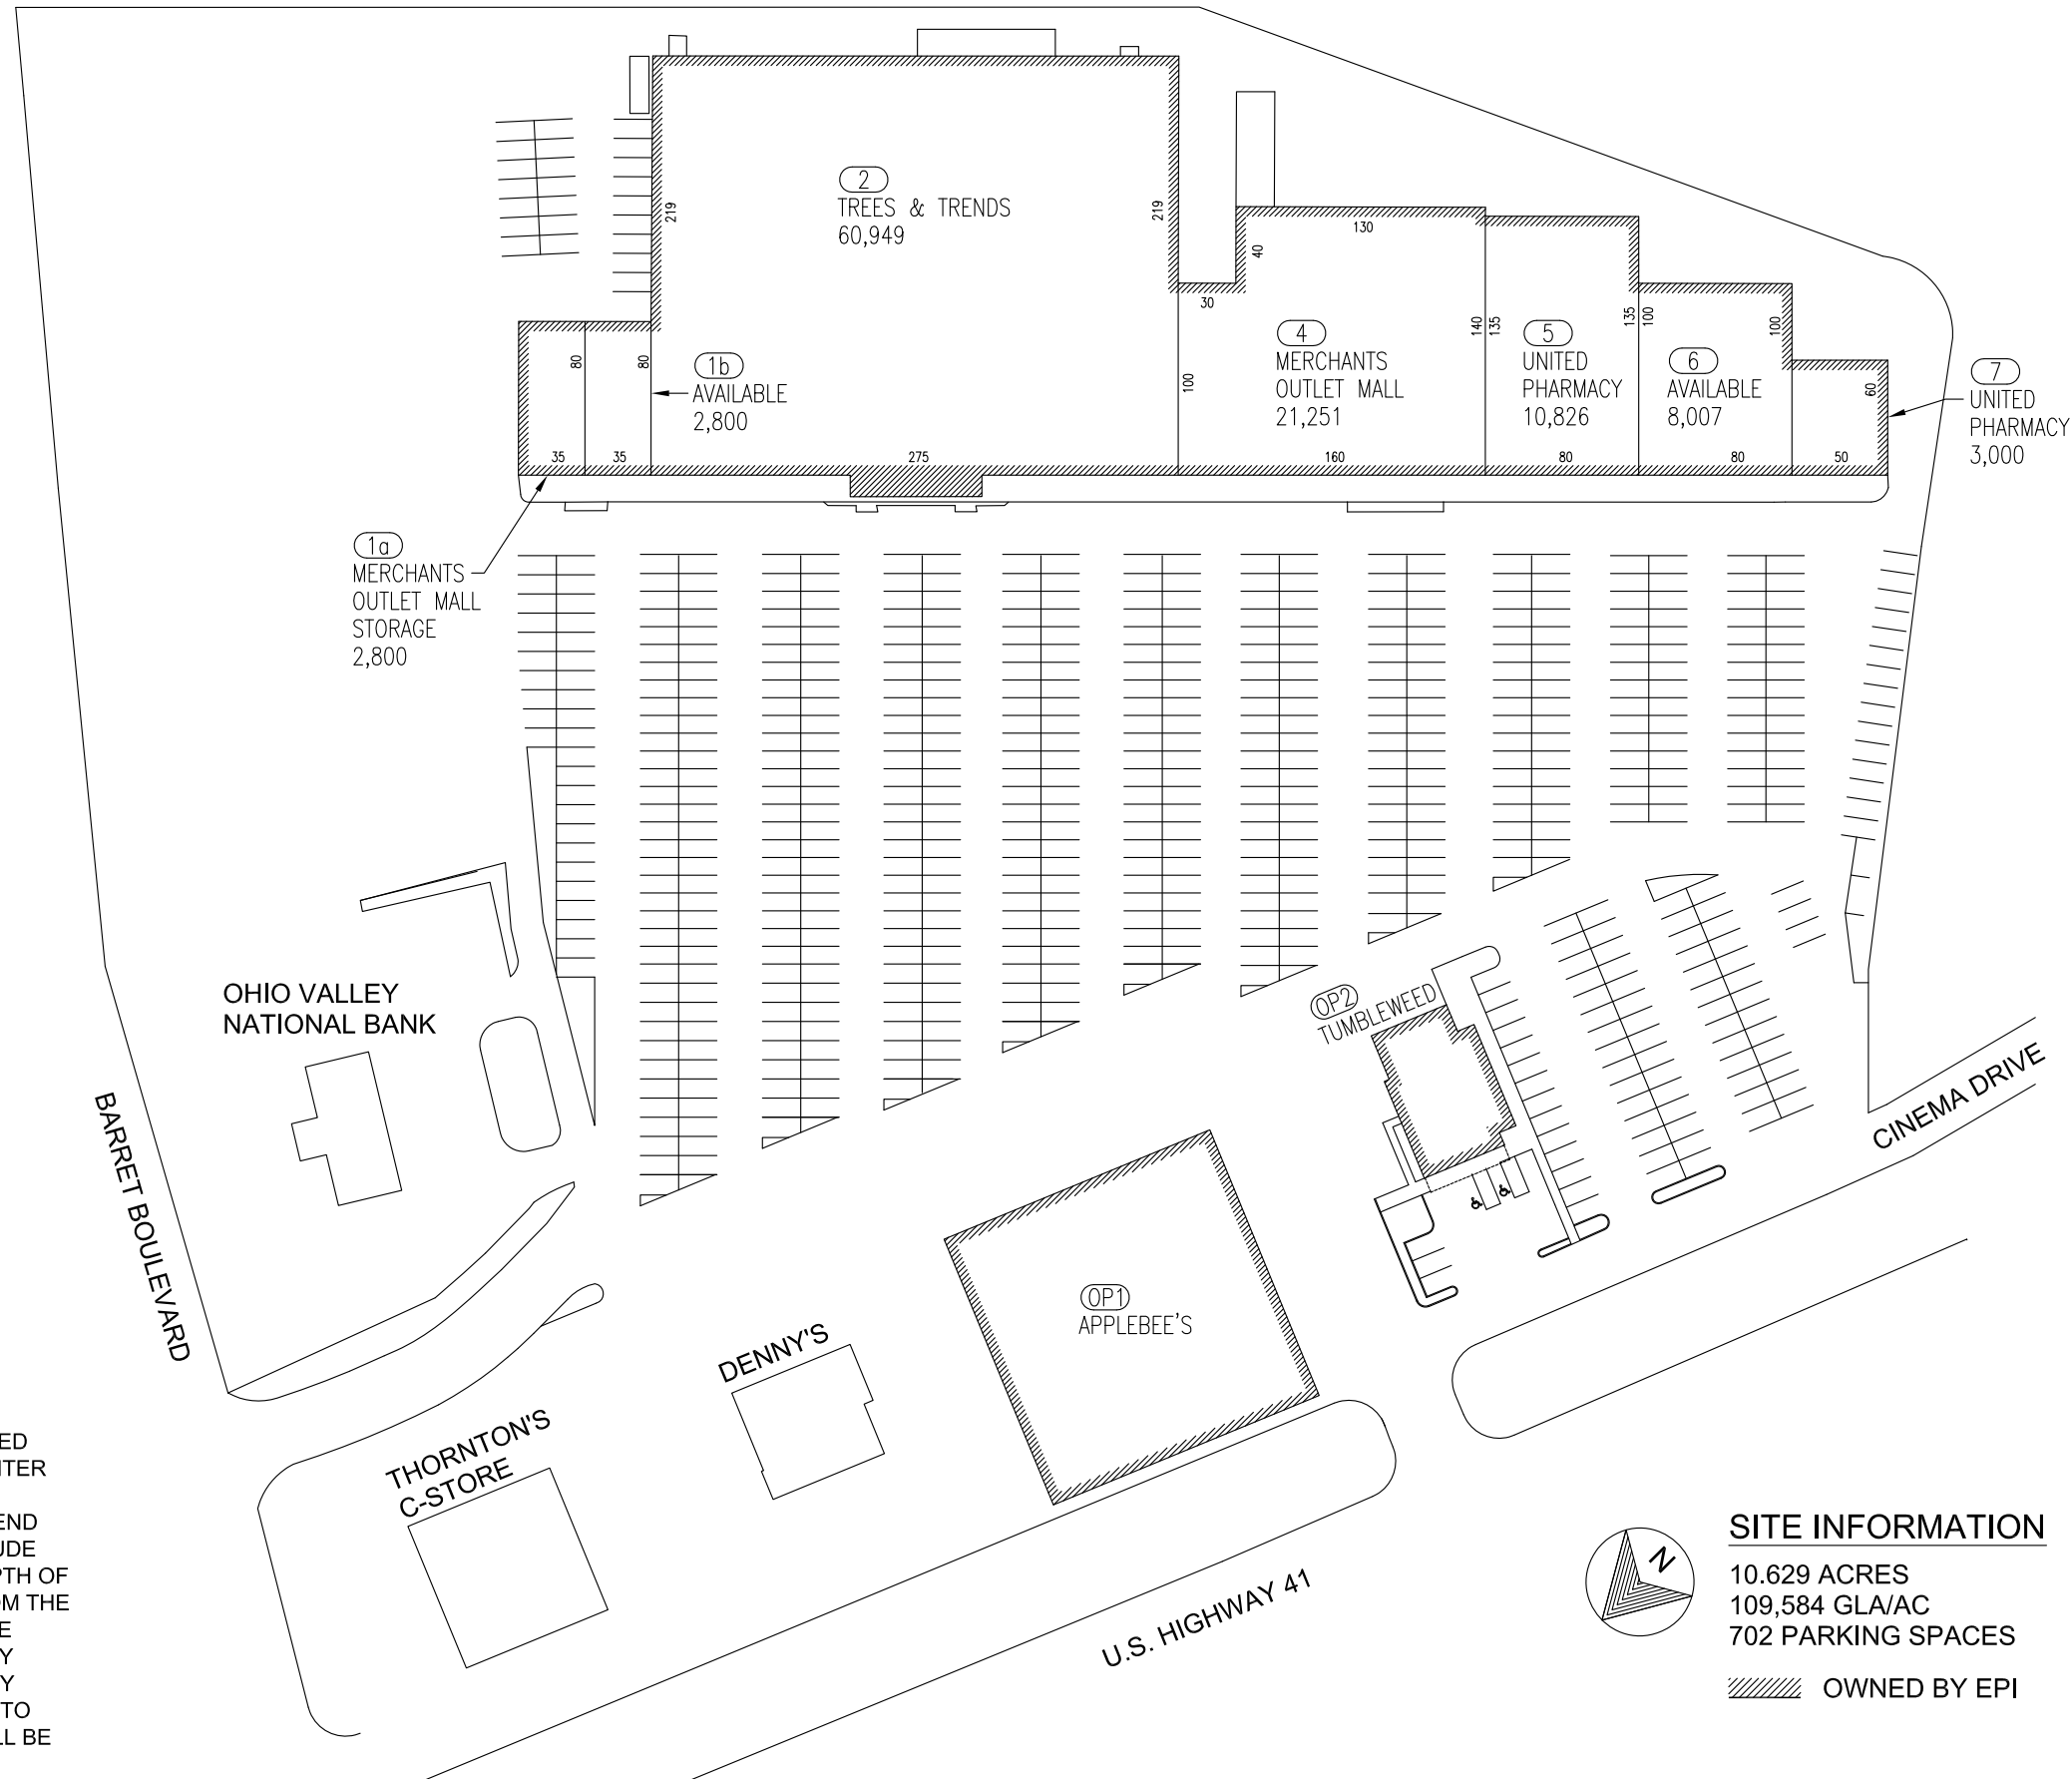 2
TREES & TRENDS
60,949
219
219
130
40
30
4
MERCHANTS
OUTLET MALL
21,251
100
140
135
5
UNITED
PHARMACY
10,826
135
100
6
AVAILABLE
8,007
100
7
UNITED
PHARMACY
3,000
60
80
80
1b
AVAILABLE
2,800
35
35
275
160
80
80
50
1a
MERCHANTS
OUTLET MALL
STORAGE
2,800
OHIO VALLEY
NATIONAL BANK
BARRET BOULEVARD
OP2
TUMBLEWEED
CINEMA DRIVE
OP1
APPLEBEE'S
DENNY'S
THORNTON'S
C-STORE
U.S. HIGHWAY 41
ED
ITER
END
UDE
PTH OF
OM THE
E
Y
Y
TO
LL BE
N
SITE INFORMATION
10.629 ACRES
109,584 GLA/AC
702 PARKING SPACES
OWNED BY EPI